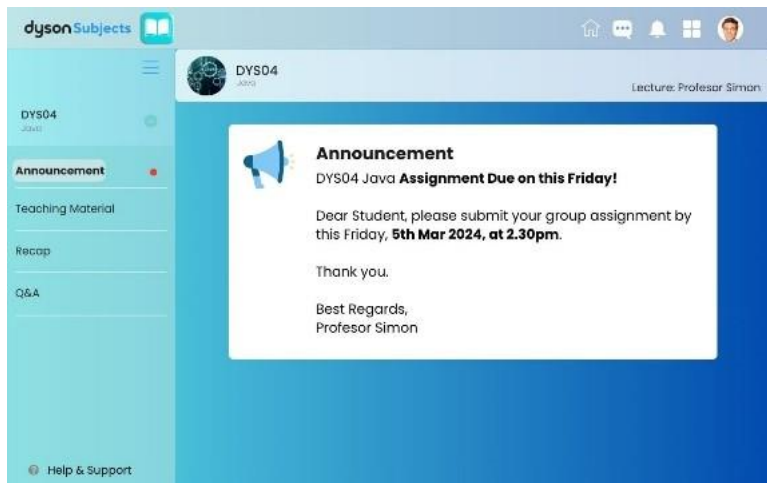 dyson Subjects
DYS04
Java
Lecture: Profesor Simon
DYS04
Java
Announcement
Teaching Material
Recap
Q&A
Help & Support
Announcement
DYS04 Java Assignment Due on this Friday!
Dear Student, please submit your group assignment by
this Friday, 5th Mar 2024, at 2.30pm.
Thank you.
Best Regards,
Profesor Simon